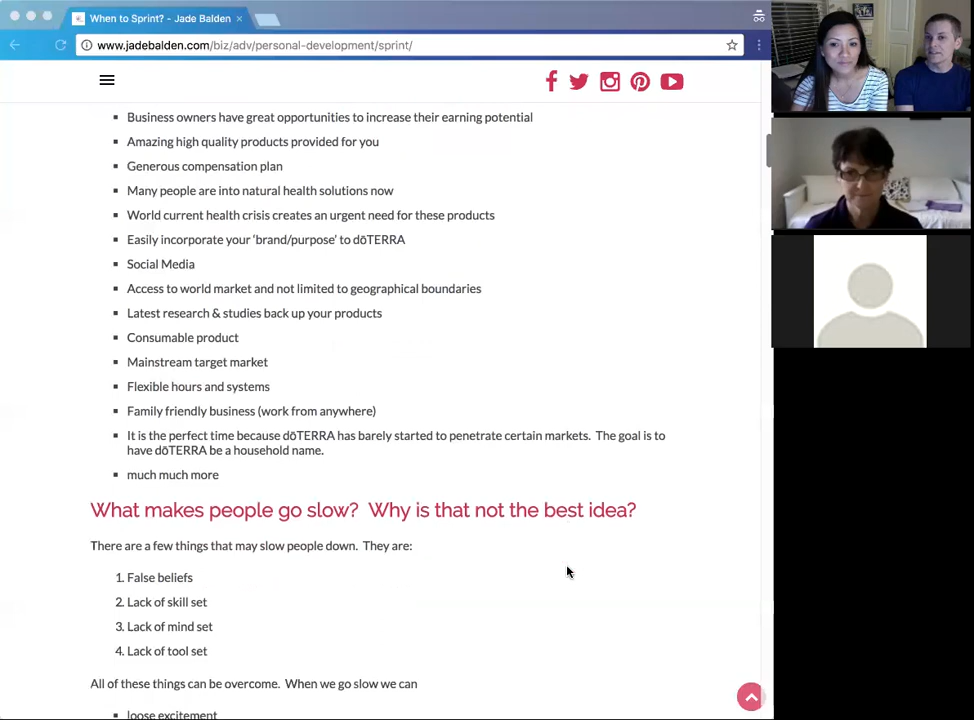 When to Sprint? - Jade Balden
www.jadebalden.com/biz/adv/personal-development/sprint/
Business owners have great opportunities to increase their earning potential
Amazing high quality products provided for you
Generous compensation plan
Many people are into natural health solutions now
World current health crisis creates an urgent need for these products
Easily incorporate your ‘brand/purpose’ to dōTERRA
Social Media
Access to world market and not limited to geographical boundaries
Latest research & studies back up your products
Consumable product
Mainstream target market
Flexible hours and systems
Family friendly business (work from anywhere)
It is the perfect time because dōTERRA has barely started to penetrate certain markets. The goal is to
have dōTERRA be a household name.
much much more
What makes people go slow? Why is that not the best idea?
There are a few things that may slow people down. They are:
1. False beliefs
2. Lack of skill set
3. Lack of mind set
4. Lack of tool set
All of these things can be overcome. When we go slow we can
loose excitement